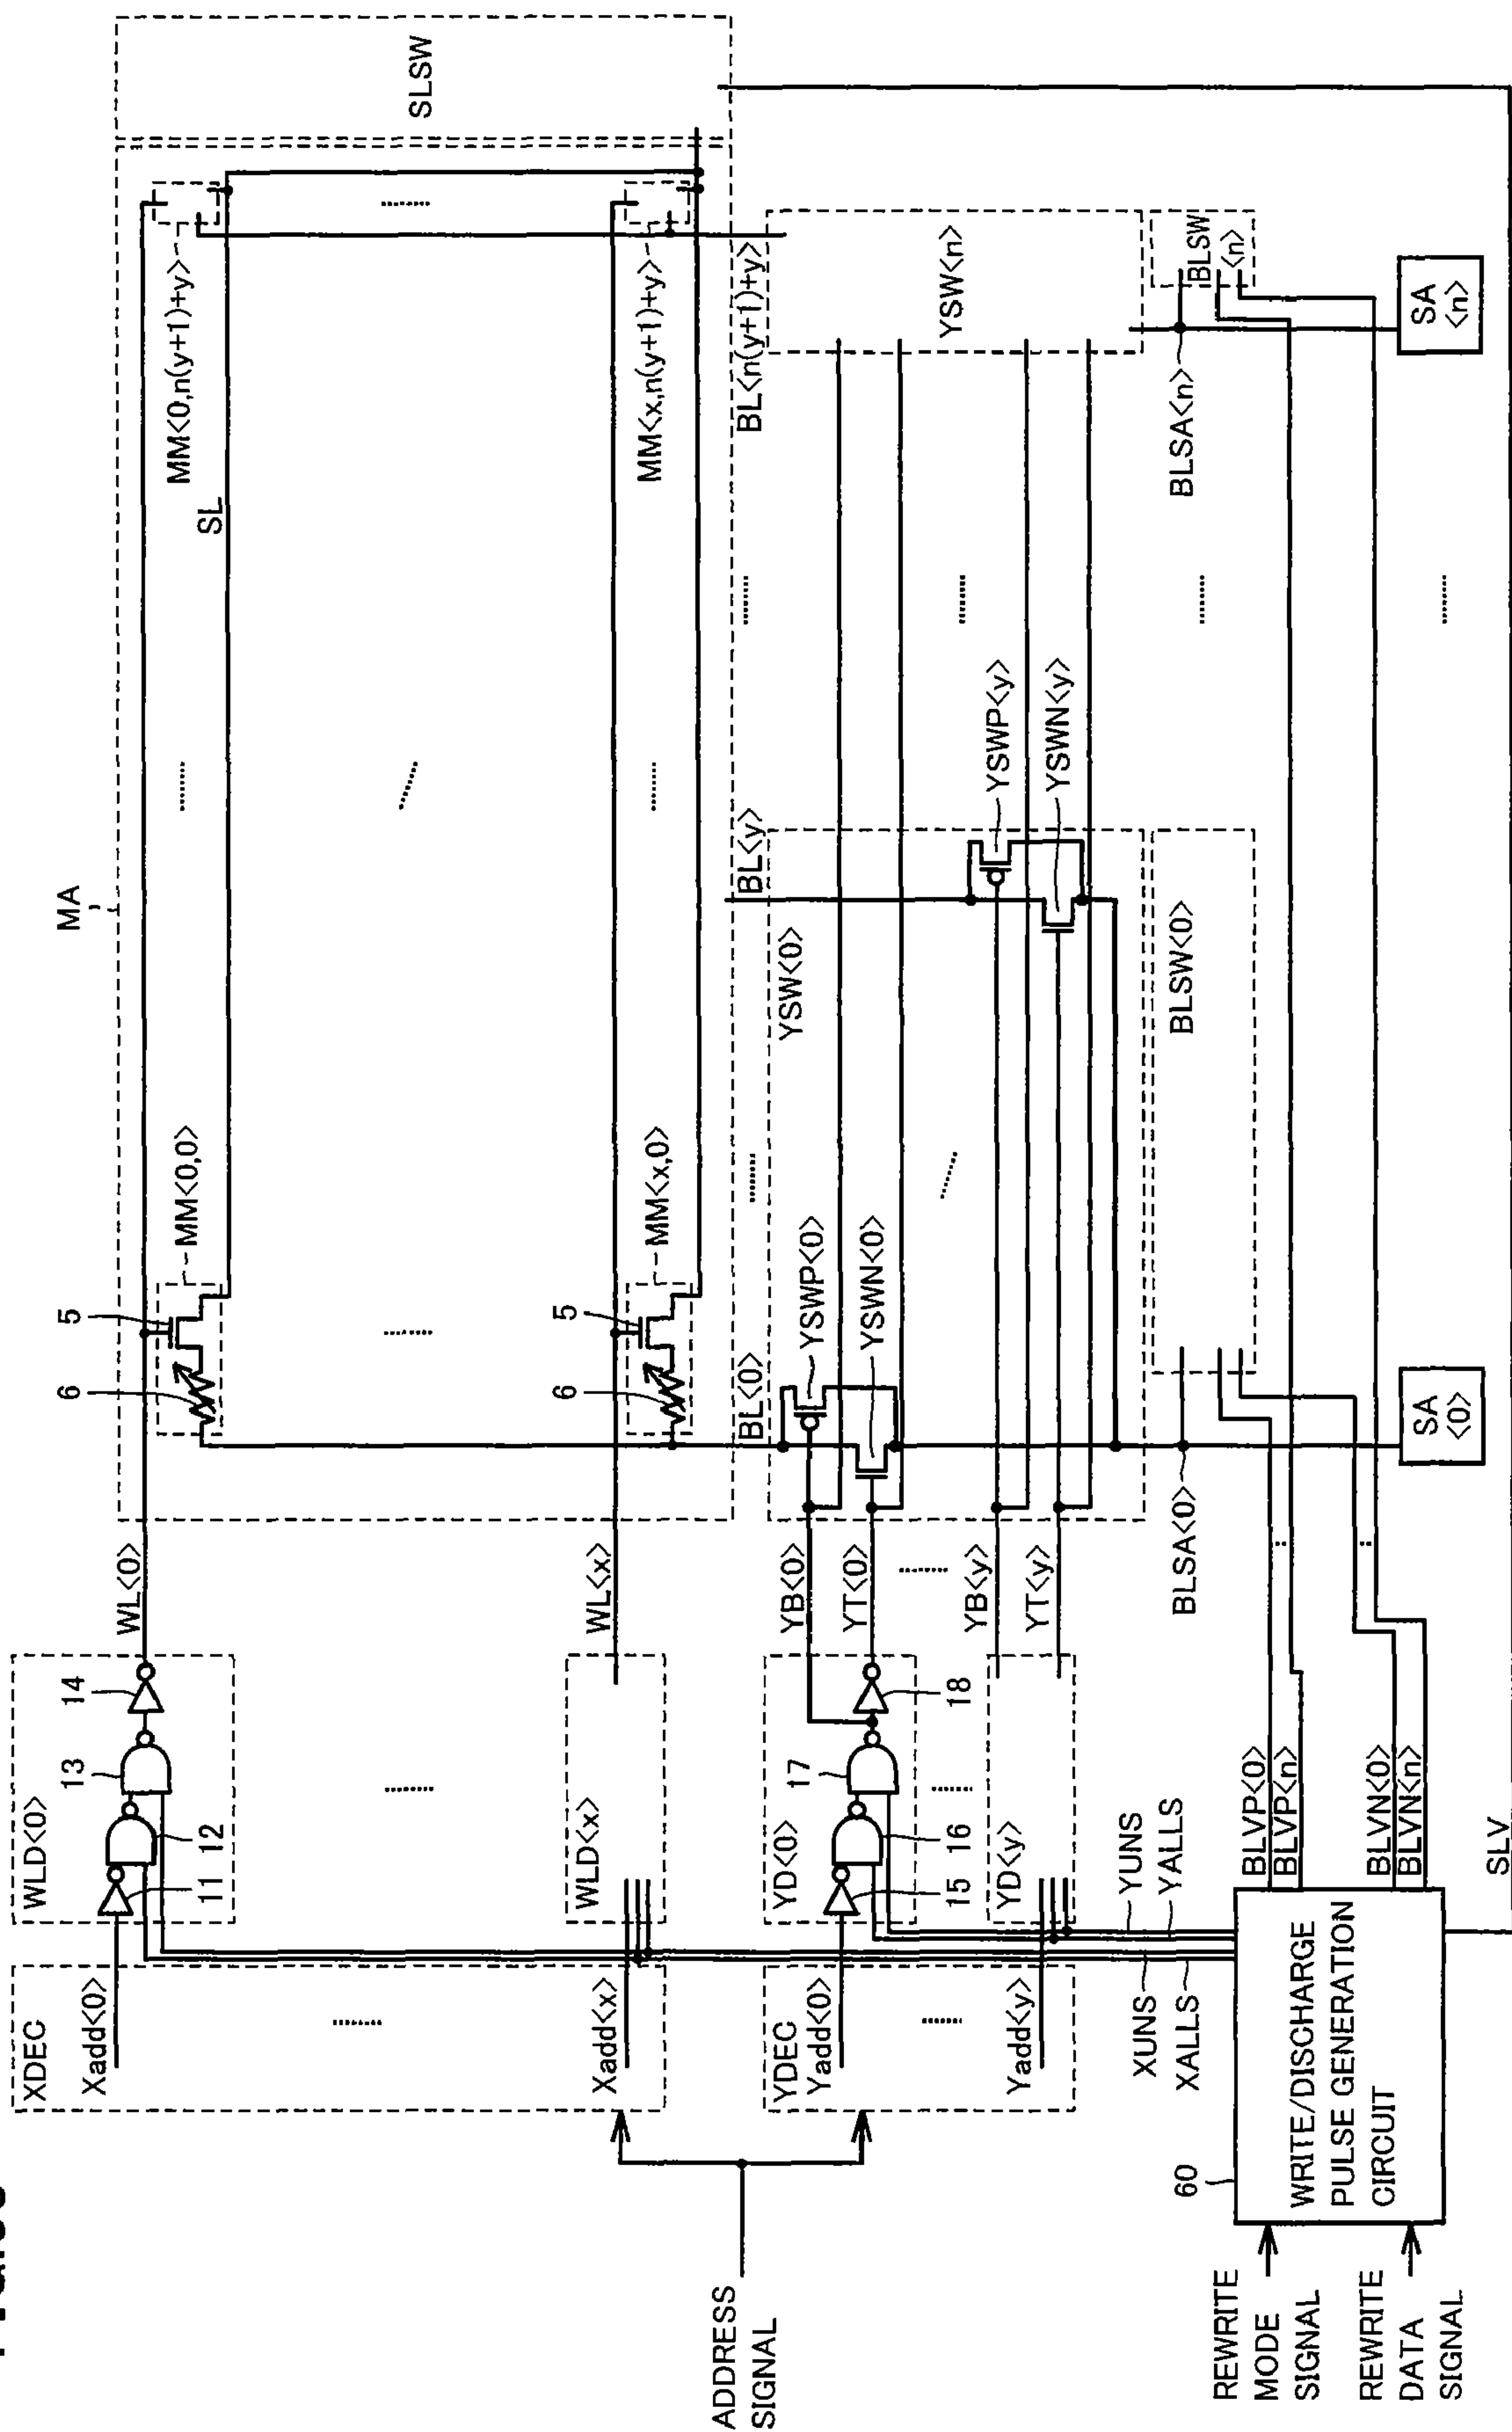 MA
SLSW
XDEC
Xadd<0>
Xadd<x>
WLD<0>
11
12
13
14
WLD<x>
WL<0>
WL<x>
5
6
MM<0,0>
5
6
MM<x,0>
SL
MM<0,n(y+1)+y>
MM<x,n(y+1)+y>
BL<0>
BL<y>
BL<n(y+1)+y>
ADDRESS
SIGNAL
YDEC
Yadd<0>
Yadd<y>
YD<0>
15
16
17
18
YD<y>
YB<0>
YT<0>
YB<y>
YT<y>
YSWP<0>
YSWN<0>
YSW<0>
YSWP<y>
YSWN<y>
YSW<n>
XUNS
XALLS
YUNS
YALLS
BLSA<0>
BLSW<0>
BLSA<n>
BLSW
<n>
60
WRITE/DISCHARGE
PULSE GENERATION
CIRCUIT
REWRITE
MODE
SIGNAL
REWRITE
DATA
SIGNAL
BLVP<0>
BLVP<n>
BLVN<0>
BLVN<n>
SLV
SA
<0>
SA
<n>